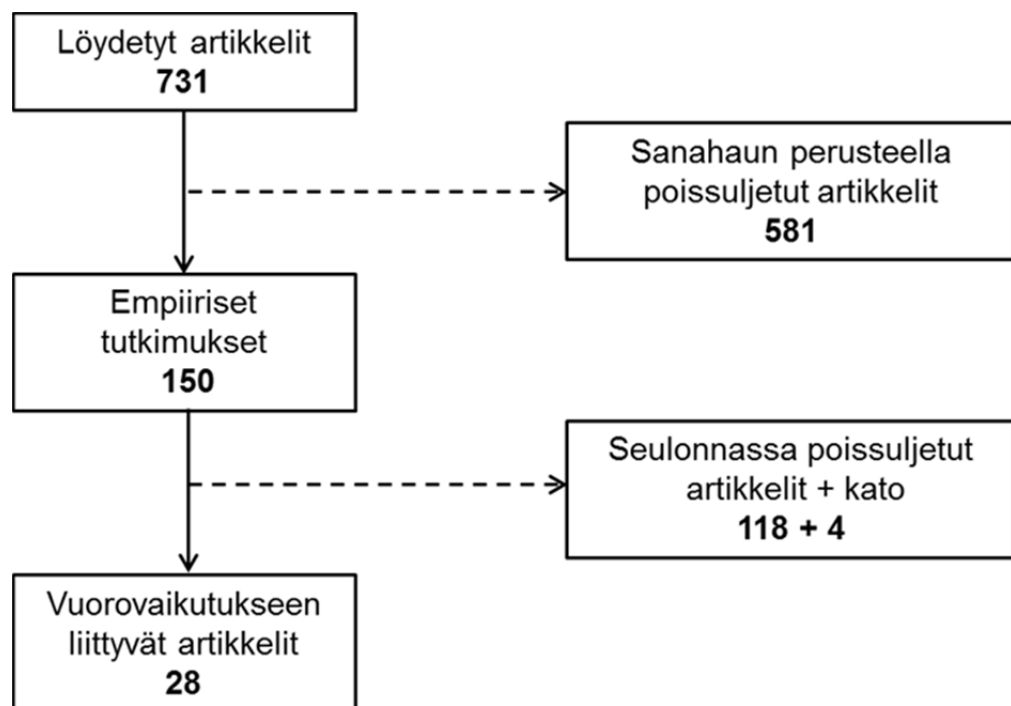 Löydetyt artikkelit
731
Sanahaun perusteella
poissuljetut artikkelit
581
Empiiriset
tutkimukset
150
Seulonnassa poissuljetut
artikkelit + kato
118 + 4
Vuorovaikutukseen
liittyvät artikkelit
28